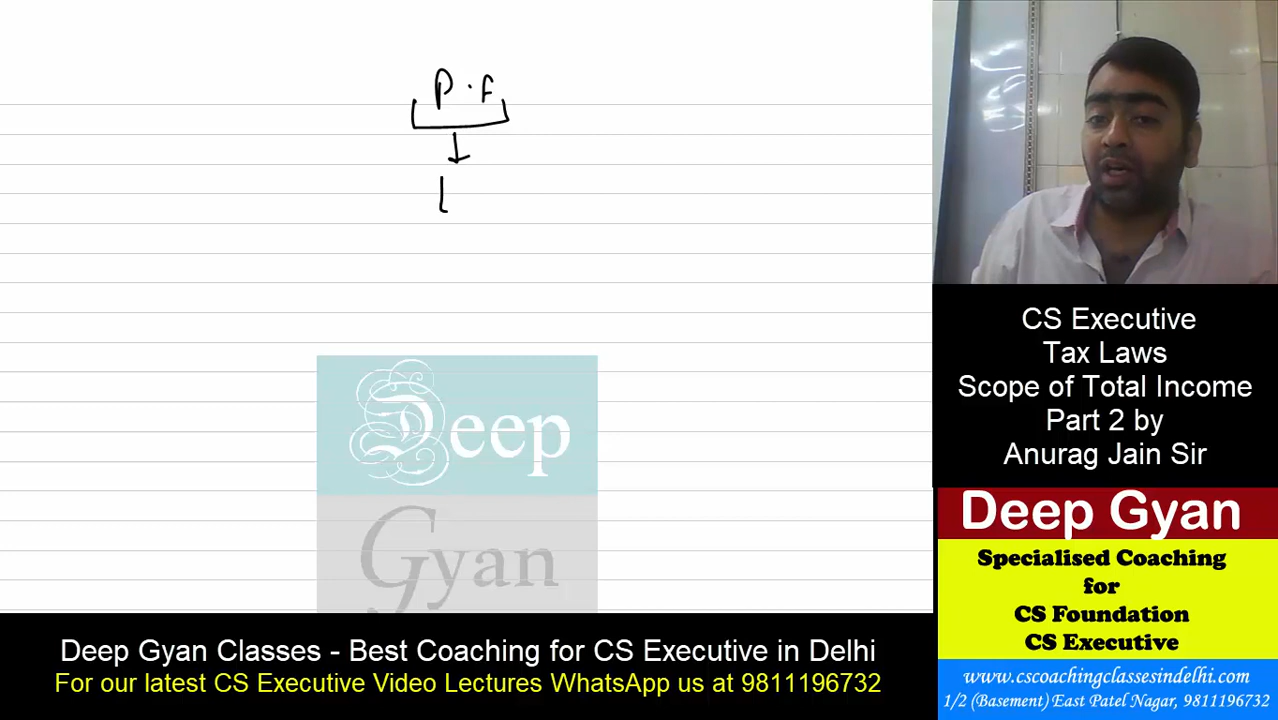 P.F
Deep
Gyan
CS Executive
Tax Laws
Scope of Total Income
Part 2 by
Anurag Jain Sir
Deep Gyan
Specialised Coaching
for
CS Foundation
CS Executive
www.cscoachingclassesindelhi.com
1/2 (Basement) East Patel Nagar, 9811196732
Deep Gyan Classes - Best Coaching for CS Executive in Delhi
For our latest CS Executive Video Lectures WhatsApp us at 9811196732